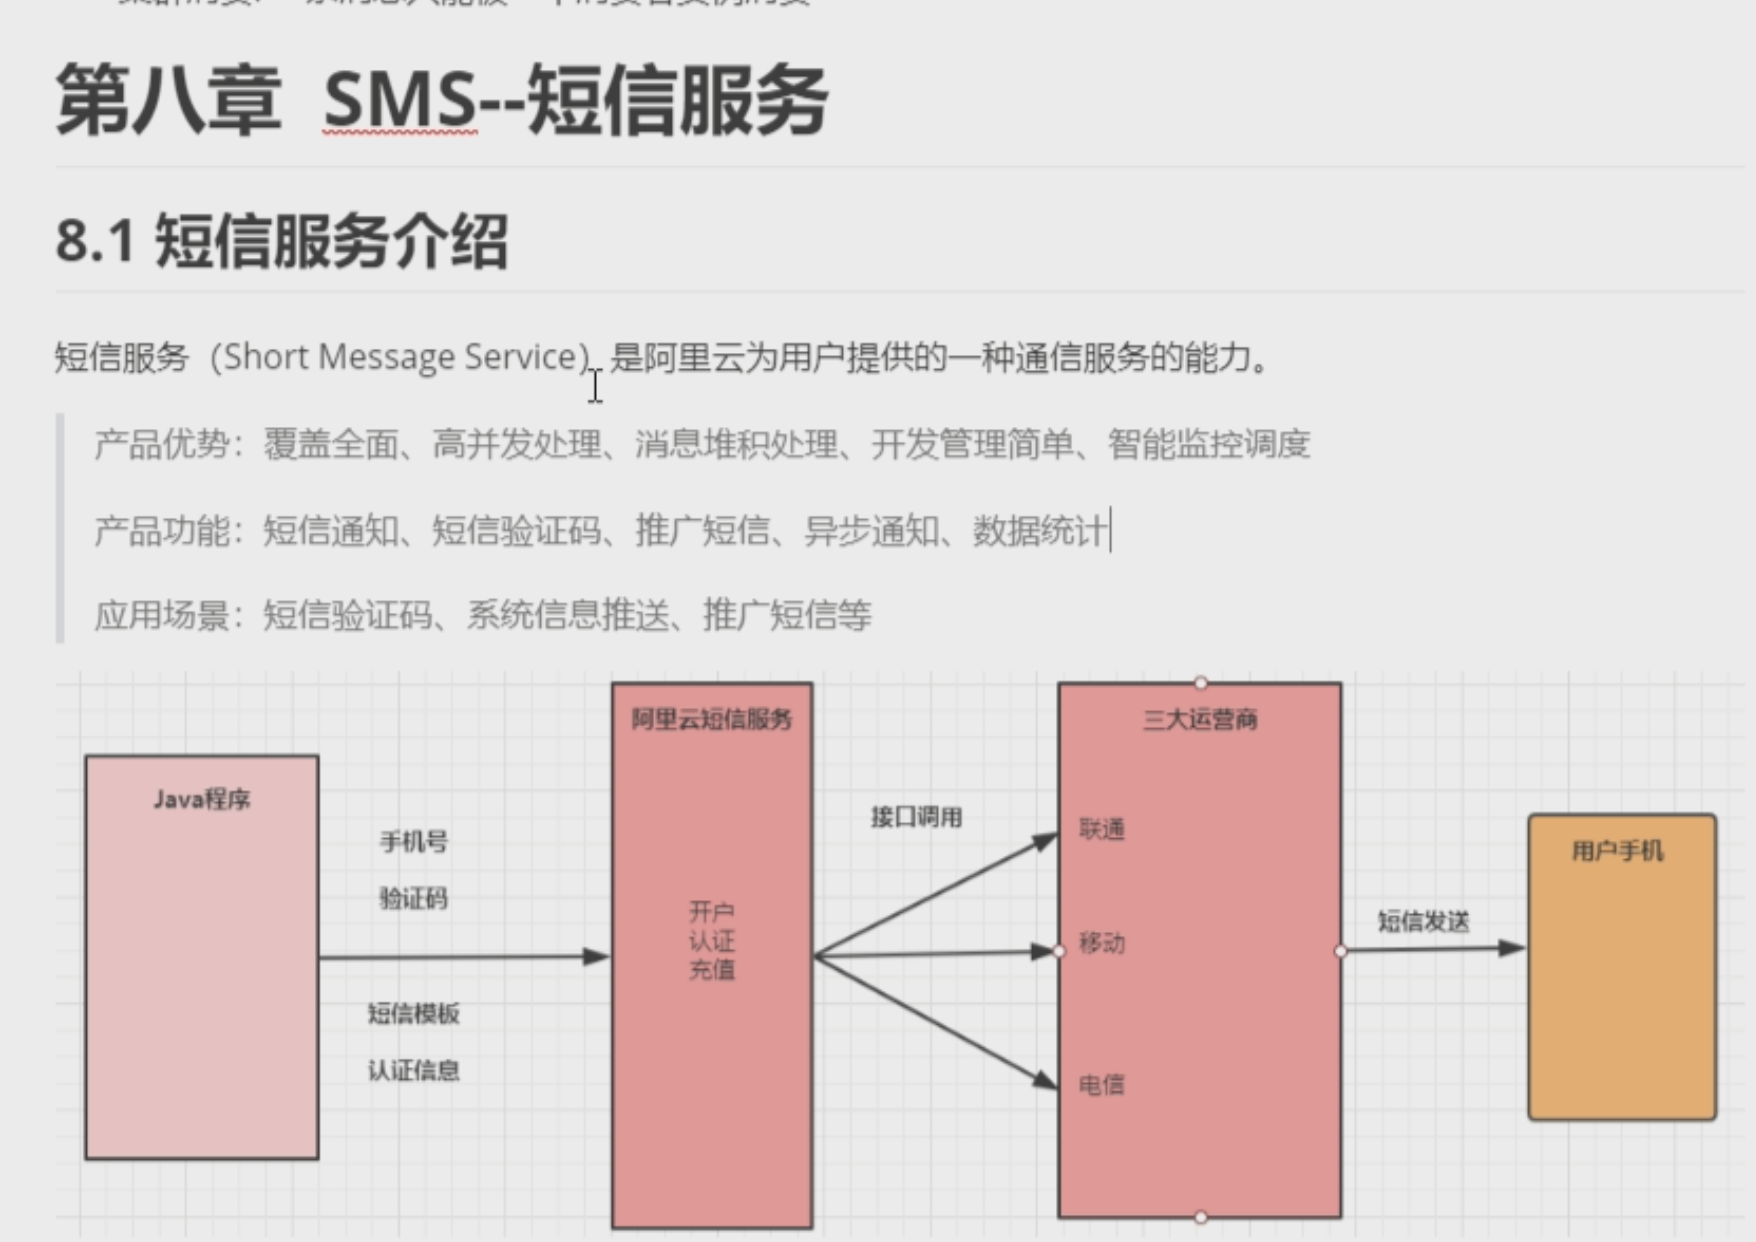 第八章 SMS--短信服务
8.1 短信服务介绍
短信服务（Short Message Service）是阿里云为用户提供的一种通信服务的能力。
产品优势：覆盖全面、高并发处理、消息堆积处理、开发管理简单、智能监控调度
产品功能：短信通知、短信验证码、推广短信、异步通知、数据统计
应用场景：短信验证码、系统信息推送、推广短信等
Java程序
手机号
验证码
短信模板
认证信息
阿里云短信服务
开户
认证
充值
接口调用
三大运营商
联通
移动
电信
短信发送
用户手机